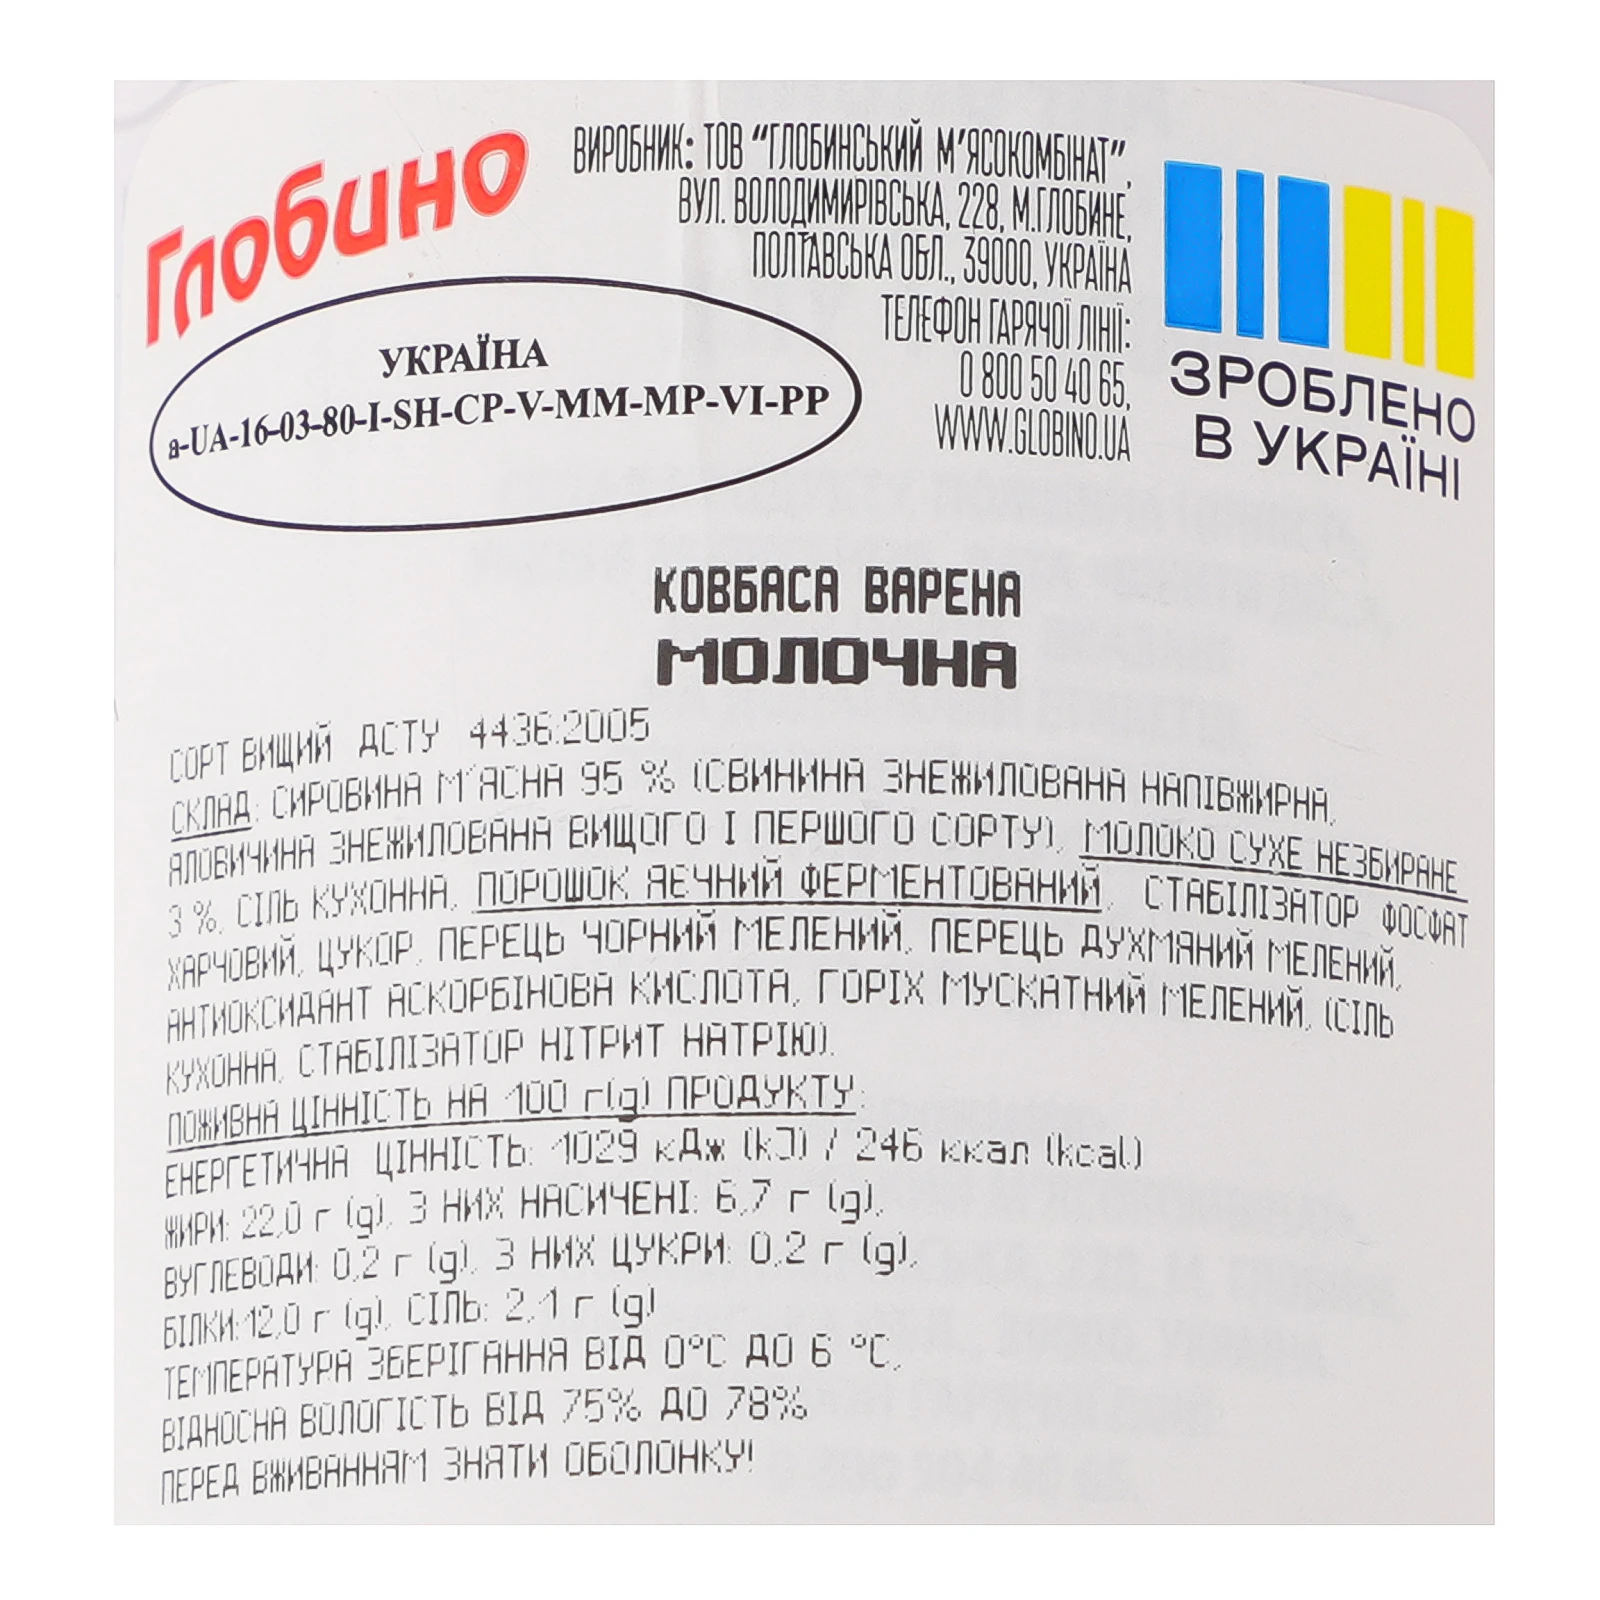 Глобино
ВИРОБНИК: ТОВ "ГЛОБИНСЬКИЙ М'ЯСОКОМБІНАТ",
ВУЛ. ВОЛОДИМИРІВСЬКА, 228, М.ГЛОБИНЕ,
ПОЛТАВСЬКА ОБЛ., 39000, УКРАЇНА
ТЕЛЕФОН ГАРЯЧОЇ ЛІНІЇ:
0 800 50 40 65,
WWW.GLOBINO.UA
УКРАЇНА
a-UA-16-03-80-I-SH-CP-V-MM-MP-VI-PP
ЗРОБЛЕНО
В УКРАЇНІ
КОВБАСА ВАРЕНА
МОЛОЧНА
СОРТ ВИЩИЙ ДСТУ 4436:2005
СКЛАД: СИРОВИНА М'ЯСНА 95 % (СВИНИНА ЗНЕЖИЛОВАНА НАПІВЖИРНА,
ЯЛОВИЧИНА ЗНЕЖИЛОВАНА ВИЩОГО І ПЕРШОГО СОРТУ), МОЛОКО СУХЕ НЕЗБИРАНЕ
3 %, СІЛЬ КУХОННА, ПОРОШОК ЯЄЧНИЙ ФЕРМЕНТОВАНИЙ, СТАБІЛІЗАТОР ФОСФАТ
ХАРЧОВИЙ, ЦУКОР, ПЕРЕЦЬ ЧОРНИЙ МЕЛЕНИЙ, ПЕРЕЦЬ ДУХМЯНИЙ МЕЛЕНИЙ,
АНТИОКСИДАНТ АСКОРБІНОВА КИСЛОТА, ГОРІХ МУСКАТНИЙ МЕЛЕНИЙ, (СІЛЬ
КУХОННА, СТАБІЛІЗАТОР НІТРИТ НАТРІЮ).
ПОЖИВНА ЦІННІСТЬ НА 100 г(g) ПРОДУКТУ:
ЕНЕРГЕТИЧНА ЦІННІСТЬ: 1029 кДж (kJ) / 246 ккал (kcal)
ЖИРИ: 22,0 г (g), З НИХ НАСИЧЕНІ: 6,7 г (g),
ВУГЛЕВОДИ: 0,2 г (g), З НИХ ЦУКРИ: 0,2 г (g),
БІЛКИ:12,0 г (g), СІЛЬ: 2,1 г (g)
ТЕМПЕРАТУРА ЗБЕРІГАННЯ ВІД 0°С ДО 6 °С,
ВІДНОСНА ВОЛОГІСТЬ ВІД 75% ДО 78%
ПЕРЕД ВЖИВАННЯМ ЗНЯТИ ОБОЛОНКУ!